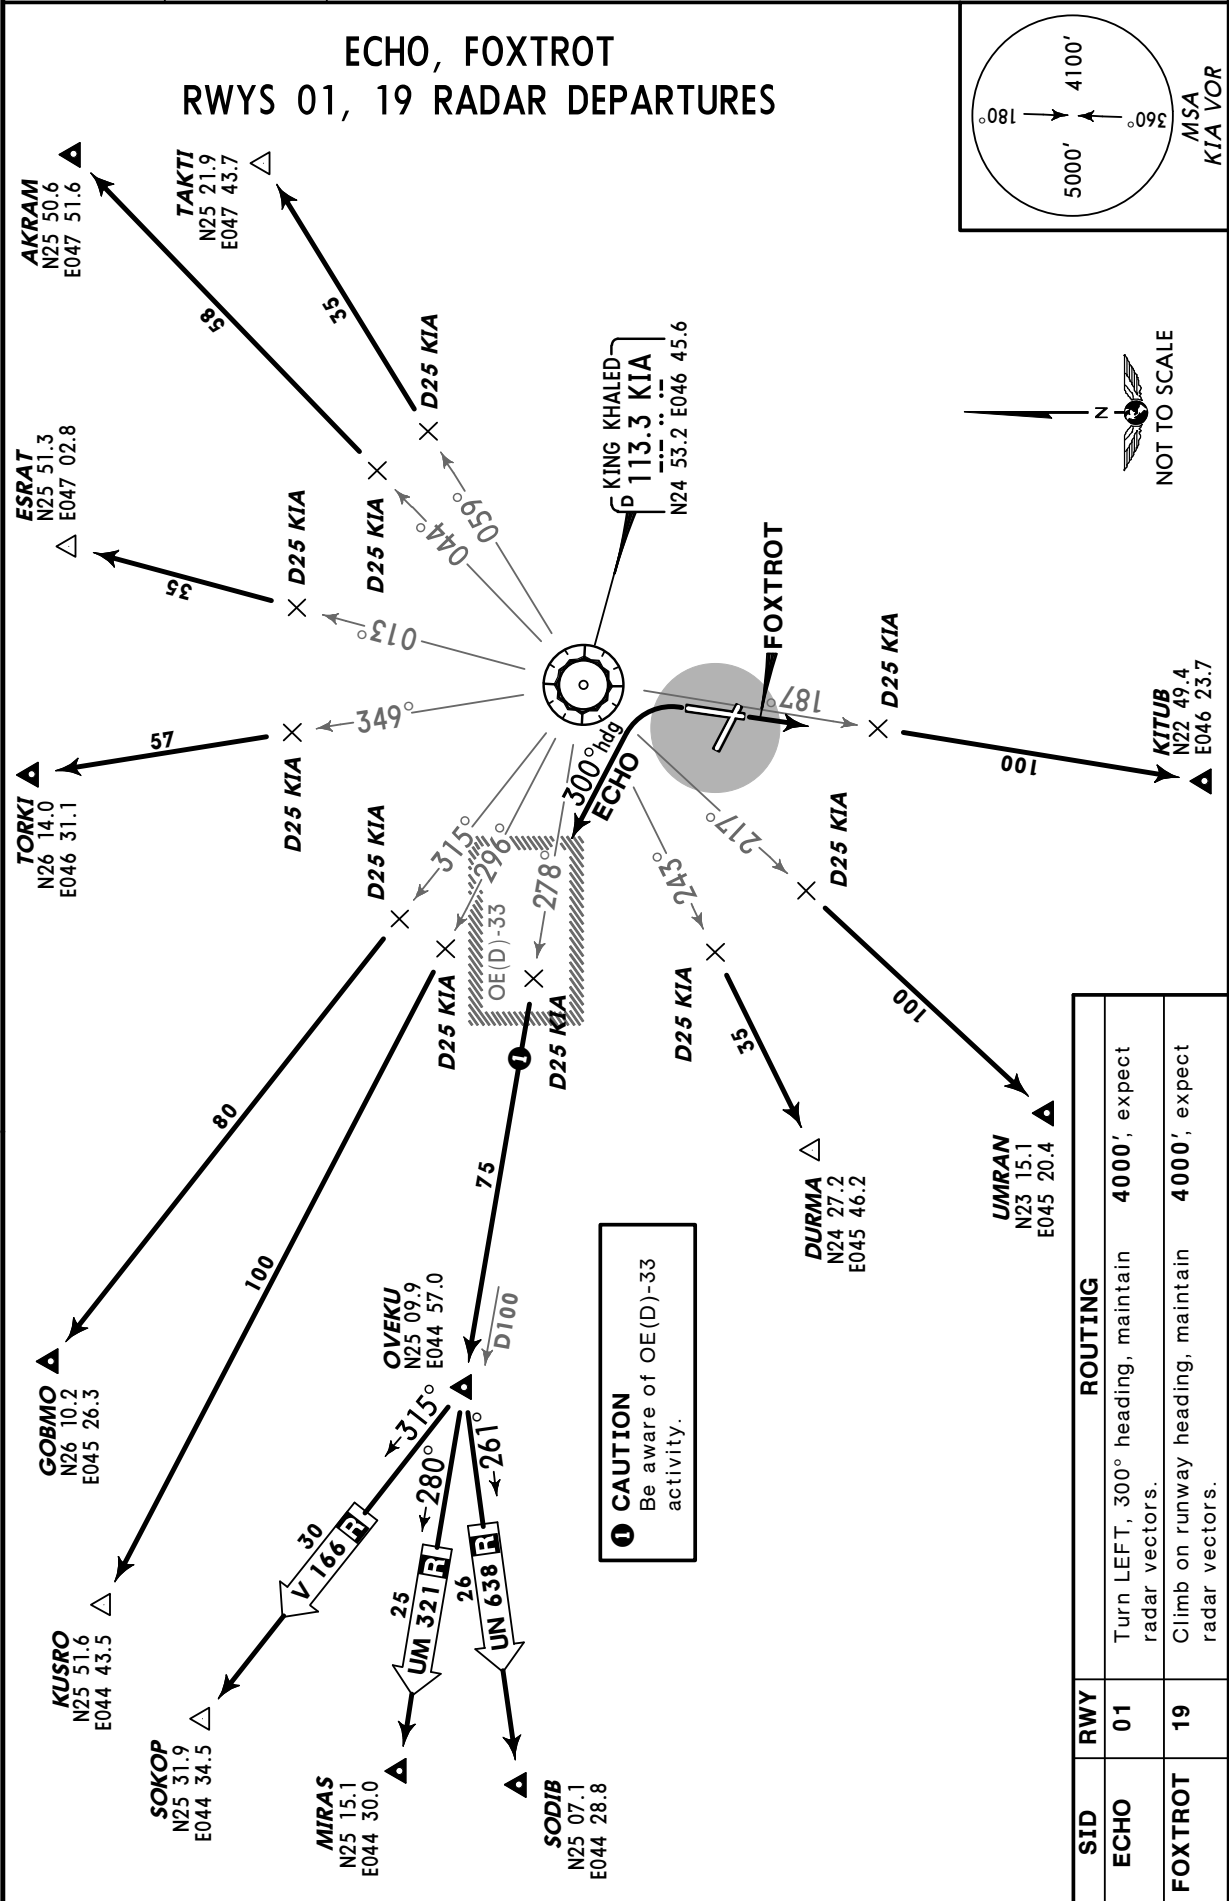 ECHO, FOXTROT
RWYS 01, 19 RADAR DEPARTURES
180°
5000'
4100'
360°
MSA
KIA VOR
AKRAM
N25 50.6
E047 51.6
58
TAKTI
N25 21.9
E047 43.7
35
D25 KIA
059°
D25 KIA
044°
ESRAT
N25 51.3
E047 02.8
35
D25 KIA
013°
TORKI
N26 14.0
E046 31.1
57
D25 KIA
349°
KING KHALED
D 113.3 KIA
N24 53.2 E046 45.6
N
NOT TO SCALE
FOXTROT
300° hdg
ECHO
187°
D25 KIA
100
KITUB
N22 49.4
E046 23.7
217°
D25 KIA
100
UMRAN
N23 15.1
E045 20.4
243°
D25 KIA
35
DURMA
N24 27.2
E045 46.2
278°
OE(D)-33
D25 KIA
1
75
D100
OVEKU
N25 09.9
E044 57.0
296°
D25 KIA
100
KUSRO
N25 51.6
E044 43.5
315°
D25 KIA
80
GOBMO
N26 10.2
E045 26.3
315°
30
V 166 R
SOKOP
N25 31.9
E044 34.5
280°
25
UM 321 R
MIRAS
N25 15.1
E044 30.0
261°
26
UN 638 R
SODIB
N25 07.1
E044 28.8
1 CAUTION
Be aware of OE(D)-33
activity.
SID RWY ROUTING
ECHO 01 Turn LEFT, 300° heading, maintain 4000', expect
radar vectors.
FOXTROT 19 Climb on runway heading, maintain 4000', expect
radar vectors.